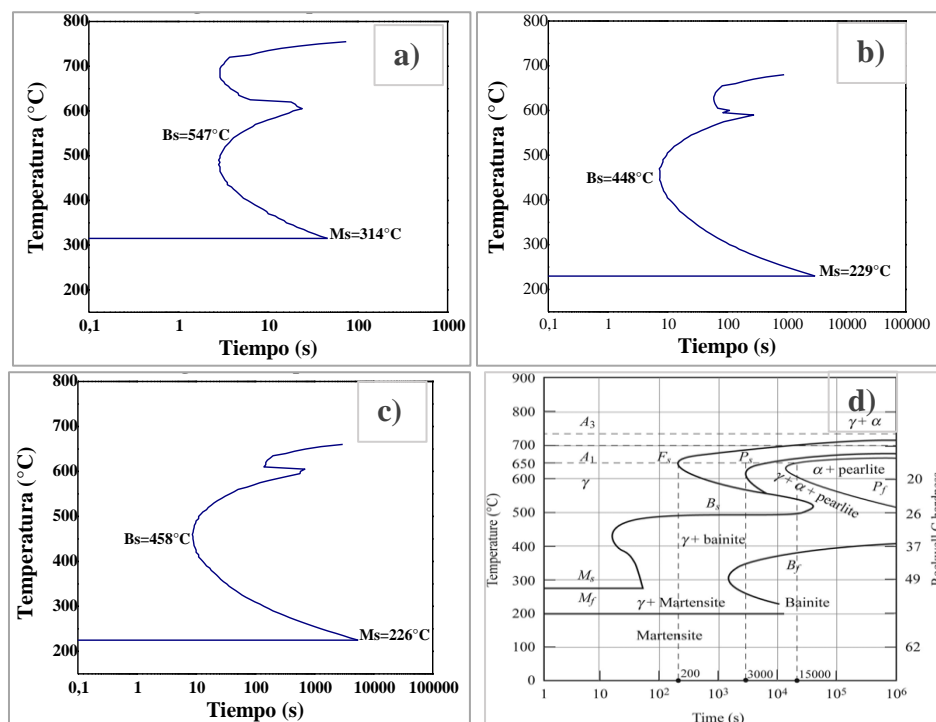 a)
800
700
600
500
400
300
200
Temperatura (°C)
Bs=547°C
Ms=314°C
0,1 1 10 100 1000
Tiempo (s)
b)
800
700
600
500
400
300
200
Temperatura (°C)
Bs=448°C
Ms=229°C
0,1 1 10 100 1000 10000 100000
Tiempo (s)
c)
800
700
600
500
400
300
200
Temperatura (°C)
Bs=458°C
Ms=226°C
0,1 1 10 100 1000 10000 100000
Tiempo (s)
d)
900
800
700
650
600
500
400
300
200
100
0
Temperature (°C)
A3
γ + α
A1
Fs
Ps
α + pearlite
γ
γ + α + pearlite
Pf
20
Bs
26
γ + bainite
37
Bf
Ms
49
Mf
γ + Martensite
Bainite
Martensite
62
200 3000 15000
1 10 10² 10³ 10⁴ 10⁵ 10⁶
Time (s)